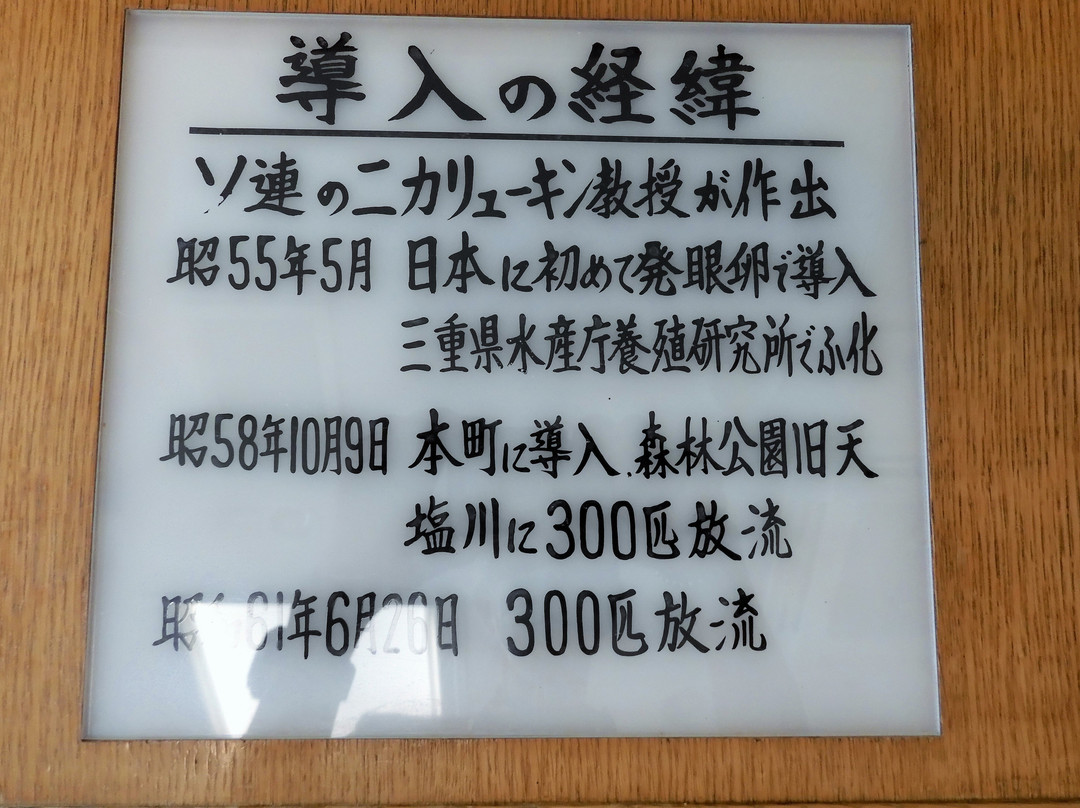 導入の経緯
ソ連のニカリューキン教授が作出
昭55年5月 日本に初めて発眼卵で導入
三重県水産庁養殖研究所でふ化
昭58年10月9日 本町に導入.森林公園旧天
塩川に300匹放流
昭61年6月26日 300匹放流